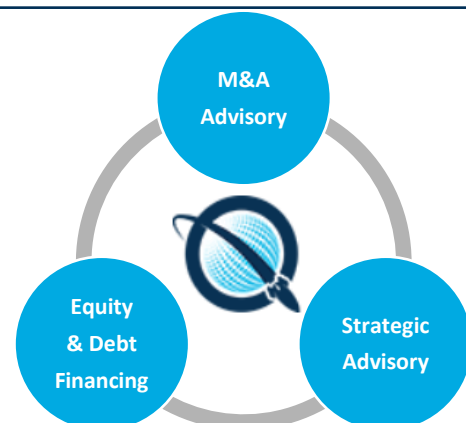 M&A
Advisory
Equity
& Debt
Financing
Strategic
Advisory